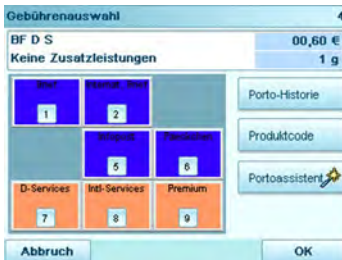 Gebührenauswahl 4
BF D S 00,60 €
Keine Zusatzleistungen 1 g
1 2
Porto-Historie
Produktcode
5 6
Portoassistent
D-Services Intl-Services Premium
7 8 9
Abbruch OK